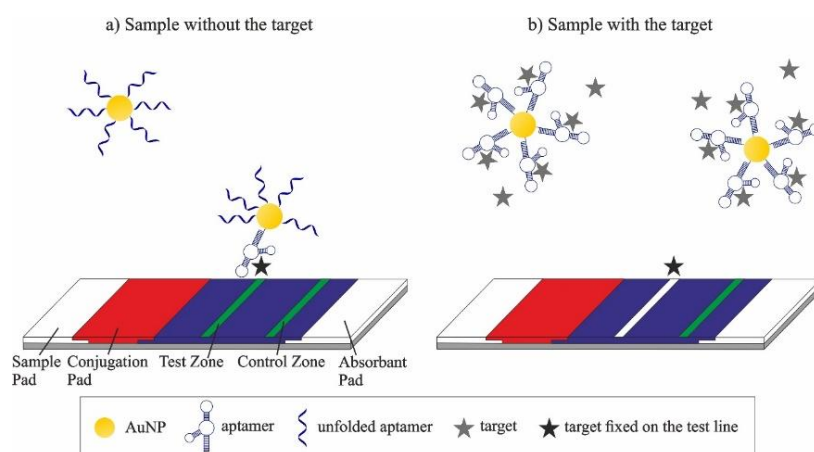 a) Sample without the target
b) Sample with the target
Sample Pad
Conjugation Pad
Test Zone
Control Zone
Absorbant Pad
AuNP
aptamer
unfolded aptamer
target
target fixed on the test line